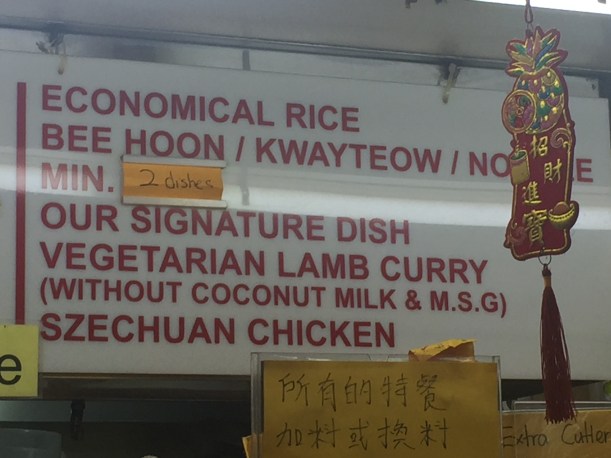 ECONOMICAL RICE
BEE HOON / KWAYTEOW /
MIN. 2 dishes
OUR SIGNATURE DISH
VEGETARIAN LAMB CURRY
(WITHOUT COCONUT MILK & M.S.G)
SZECHUAN CHICKEN
招財進寶
e
所有的特餐
加料或換料
Extra Cutler